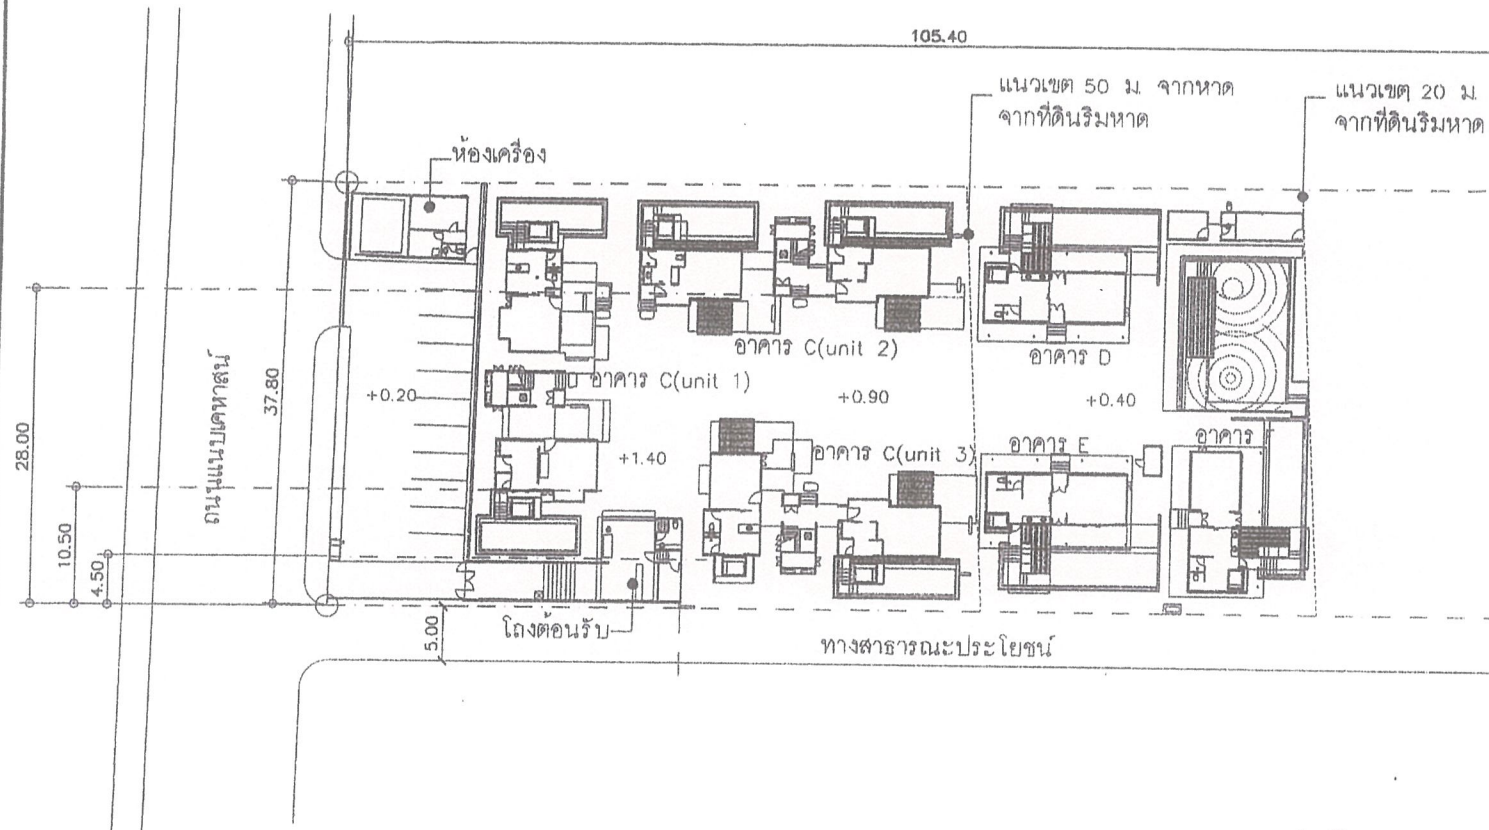 105.40
แนวเขต 50 ม. จากหาด
จากที่ดินริมหาด
แนวเขต 20 ม.
จากที่ดินริมหาด
ห้องเครื่อง
อาคาร C(unit 2)
อาคาร D
อาคาร C(unit 1)
+0.20
+0.90
+0.40
ถนนแนบเคหาสน์
37.80
28.00
อาคาร C(unit 3)
อาคาร E
อาคาร F
+1.40
10.50
4.50
5.00
โถงต้อนรับ
ทางสาธารณะประโยชน์